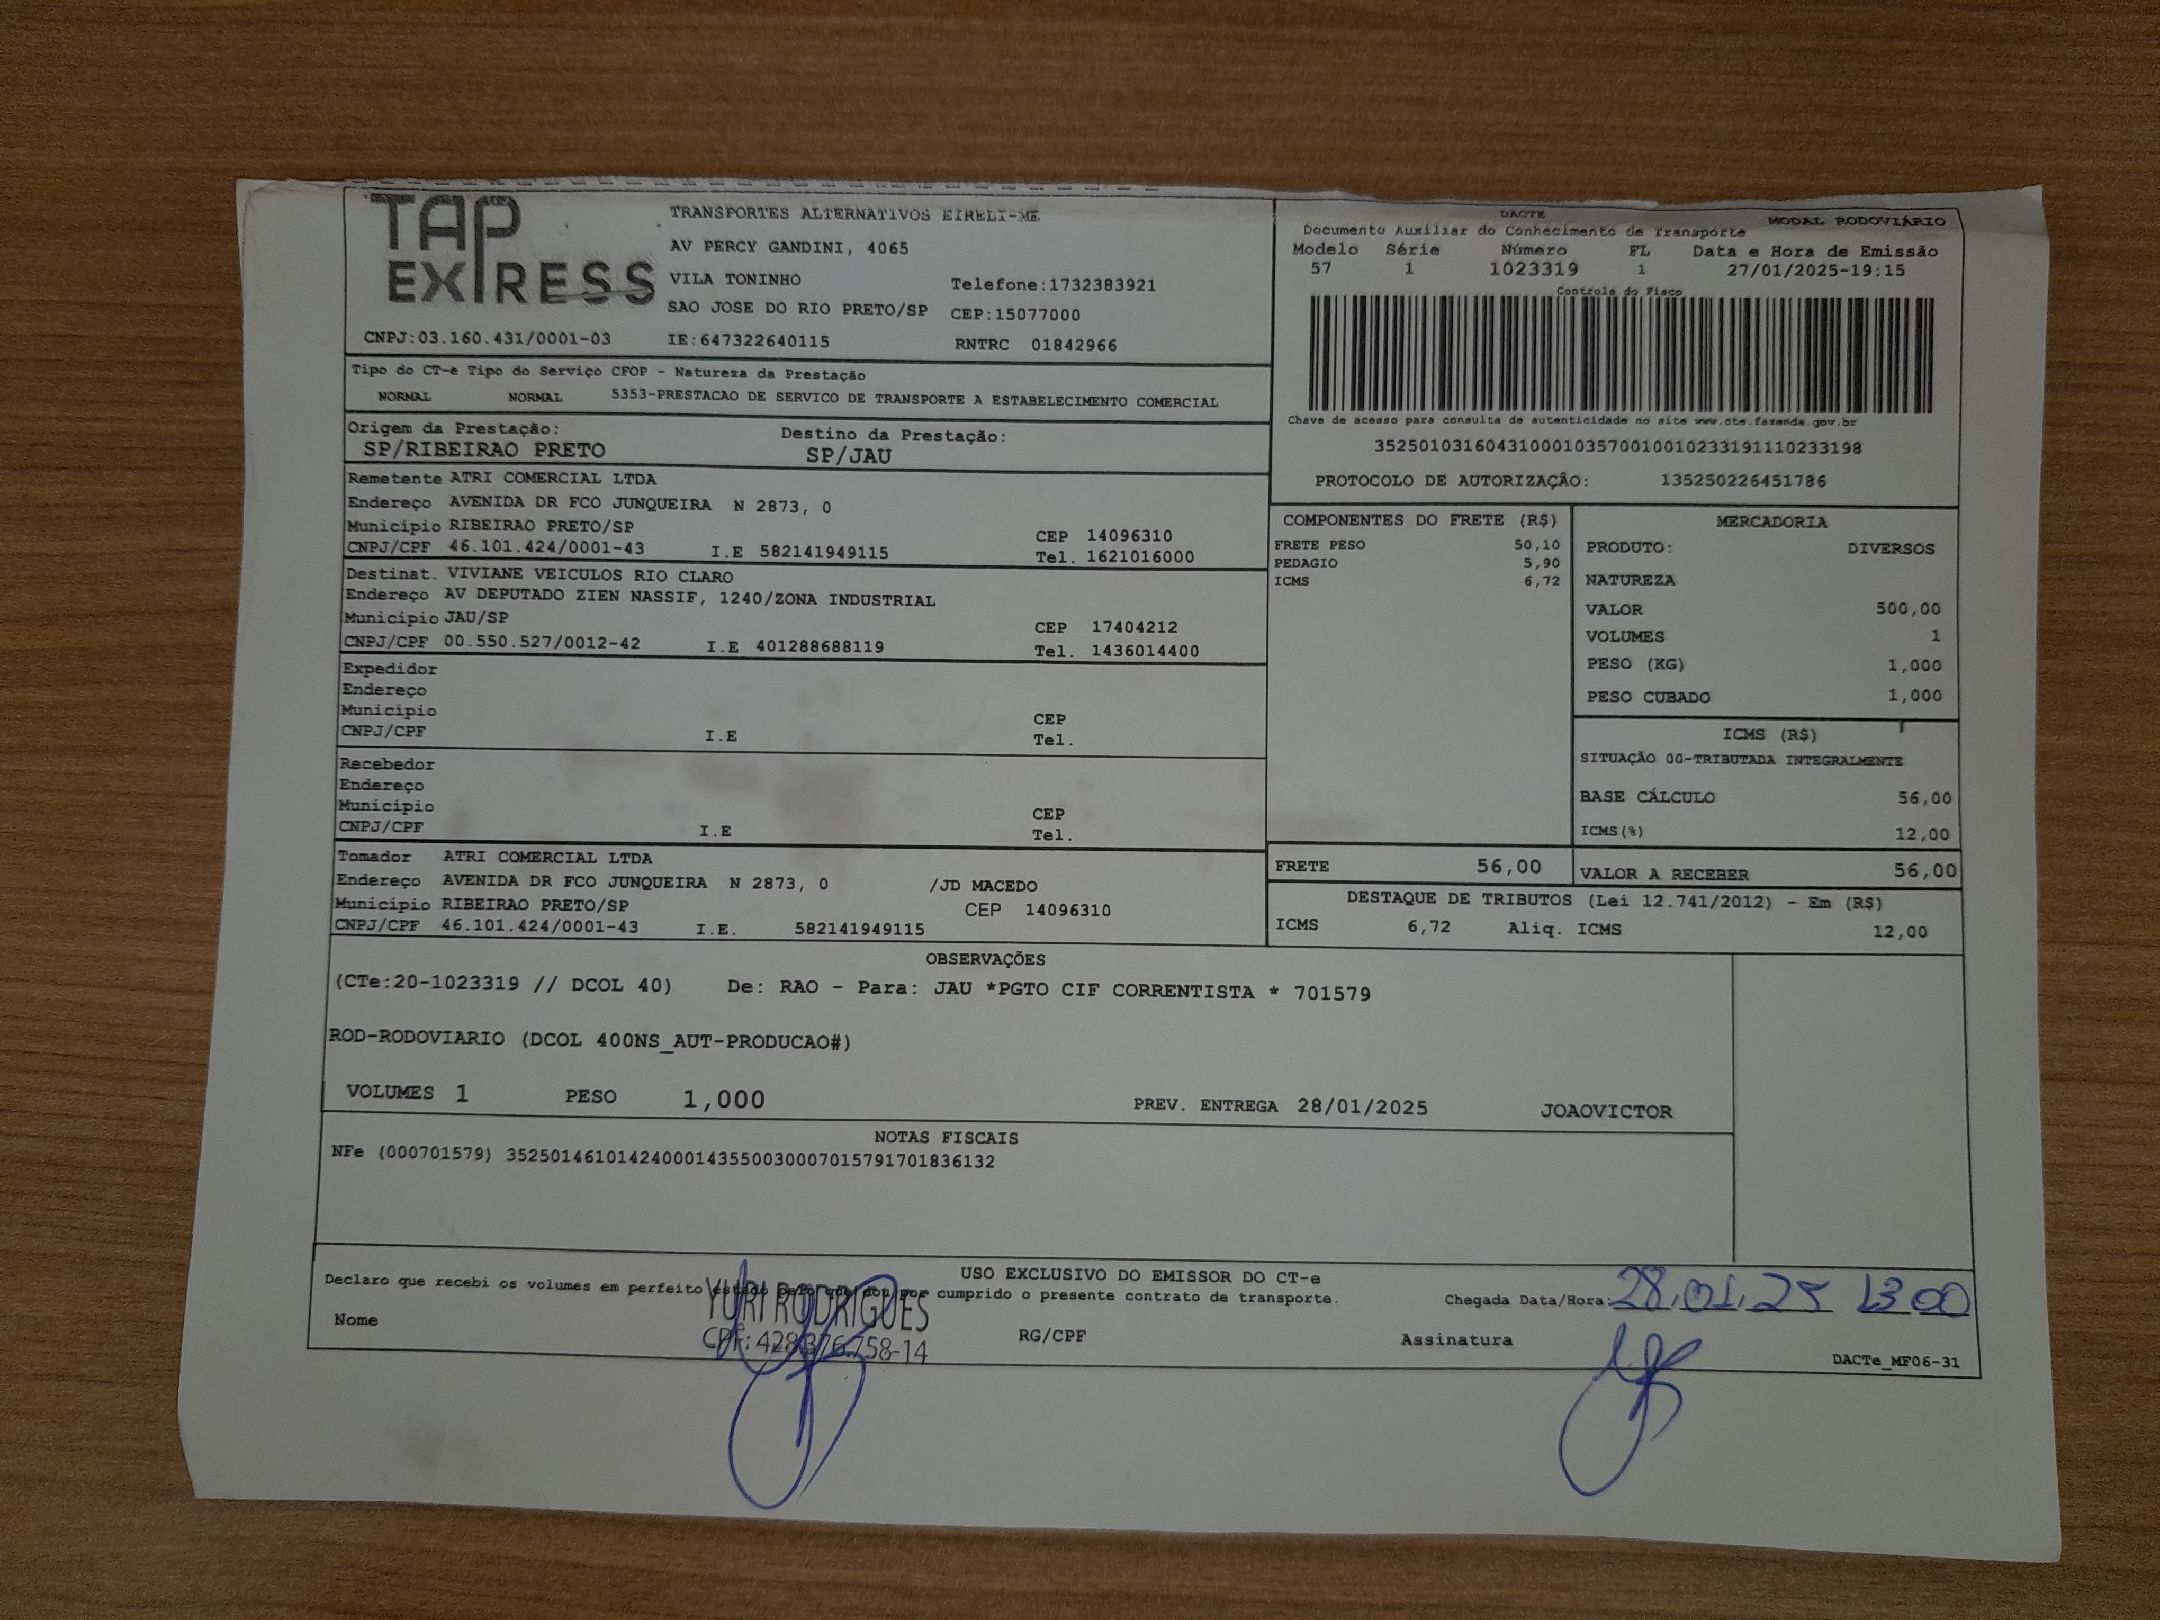 TAP
EXPRESS
TRANSPORTES ALTERNATIVOS EIRELI-ME
AV PERCY GANDINI, 4065
VILA TONINHO Telefone:1732383921
SAO JOSE DO RIO PRETO/SP CEP:15077000
CNPJ:03.160.431/0001-03 IE:647322640115 RNTRC 01842966
DACTE MODAL RODOVIÁRIO
Documento Auxiliar do Conhecimento de Transporte
Modelo Série Número FL Data e Hora de Emissão
57 1 1023319 1 27/01/2025-19:15
Controle do Fisco
Chave de acesso para consulta de autenticidade no site www.cte.fazenda.gov.br
35250103160431000103570010010233191110233198
PROTOCOLO DE AUTORIZAÇÃO: 135250226451786
Tipo do CT-e Tipo do Serviço CFOP - Natureza da Prestação
NORMAL NORMAL 5353-PRESTACAO DE SERVICO DE TRANSPORTE A ESTABELECIMENTO COMERCIAL
Origem da Prestação: Destino da Prestação:
SP/RIBEIRAO PRETO SP/JAU
Remetente ATRI COMERCIAL LTDA
Endereço AVENIDA DR FCO JUNQUEIRA N 2873, 0
Município RIBEIRAO PRETO/SP CEP 14096310
CNPJ/CPF 46.101.424/0001-43 I.E 582141949115 Tel. 1621016000
Destinat. VIVIANE VEICULOS RIO CLARO
Endereço AV DEPUTADO ZIEN NASSIF, 1240/ZONA INDUSTRIAL
Município JAU/SP CEP 17404212
CNPJ/CPF 00.550.527/0012-42 I.E 401288688119 Tel. 1436014400
Expedidor
Endereço
Município CEP
CNPJ/CPF I.E Tel.
Recebedor
Endereço
Município CEP
CNPJ/CPF I.E Tel.
Tomador ATRI COMERCIAL LTDA
Endereço AVENIDA DR FCO JUNQUEIRA N 2873, 0 /JD MACEDO
Município RIBEIRAO PRETO/SP CEP 14096310
CNPJ/CPF 46.101.424/0001-43 I.E. 582141949115
COMPONENTES DO FRETE (R$)
FRETE PESO 50,10
PEDAGIO 5,90
ICMS 6,72
MERCADORIA
PRODUTO: DIVERSOS
NATUREZA
VALOR 500,00
VOLUMES 1
PESO (KG) 1,000
PESO CUBADO 1,000
ICMS (R$)
SITUAÇÃO 00-TRIBUTADA INTEGRALMENTE
BASE CÁLCULO 56,00
ICMS(%) 12,00
FRETE 56,00 VALOR A RECEBER 56,00
DESTAQUE DE TRIBUTOS (Lei 12.741/2012) - Em (R$)
ICMS 6,72 Aliq. ICMS 12,00
OBSERVAÇÕES
(CTe:20-1023319 // DCOL 40) De: RAO - Para: JAU *PGTO CIF CORRENTISTA * 701579
ROD-RODOVIARIO (DCOL 400NS_AUT-PRODUCAO#)
VOLUMES 1 PESO 1,000 PREV. ENTREGA 28/01/2025 JOAOVICTOR
NOTAS FISCAIS
NFe (000701579) 35250146101424000143550030007015791701836132
USO EXCLUSIVO DO EMISSOR DO CT-e
Declaro que recebi os volumes em perfeito estado pelo que dou por cumprido o presente contrato de transporte. Chegada Data/Hora: 28.01.25 13:00
YURI RODRIGUES
CPF: 428.376.758-14
Nome RG/CPF Assinatura
DACTe_MF06-31